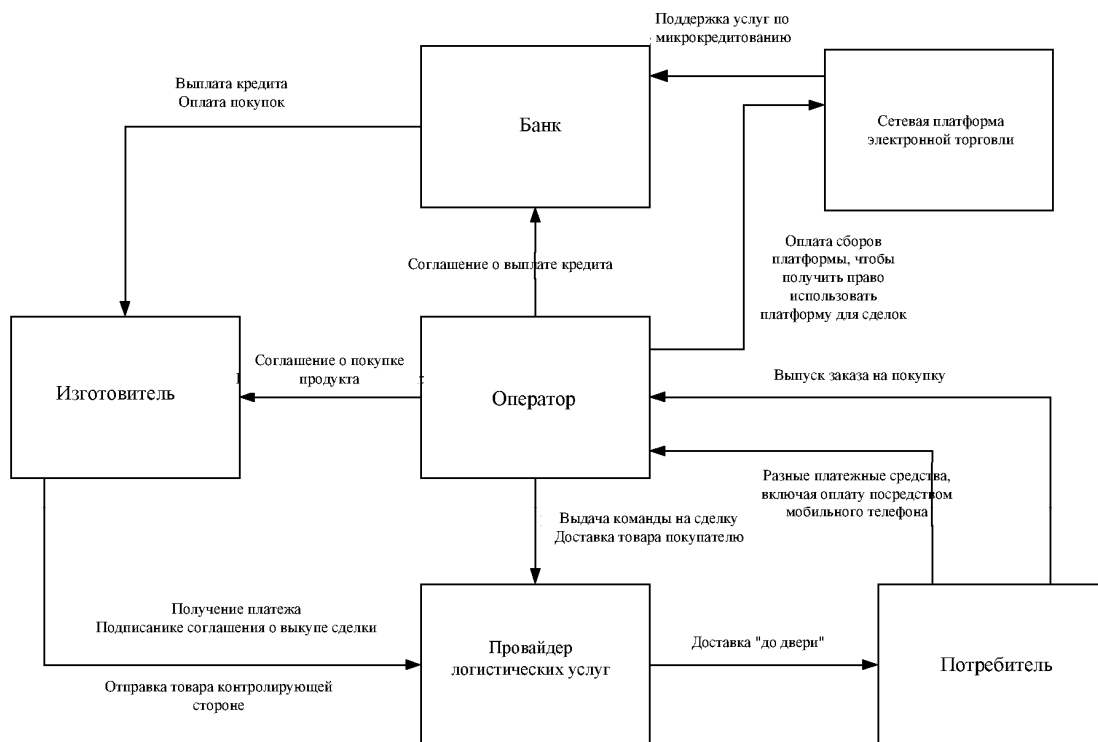 Поддержка услуг по
микрокредитованию
Выплата кредита
Оплата покупок
Банк
Сетевая платформа
электронной торговли
Соглашение о выплате кредита
Оплата сборов
платформы, чтобы
получить право
использовать
платформу для сделок
Изготовитель
Соглашение о покупке
продукта
Оператор
Выпуск заказа на покупку
Разные платежные средства,
включая оплату посредством
мобильного телефона
Выдача команды на сделку
Доставка товара покупателю
Получение платежа
Подписанике соглашения о выкупе сделки
Отправка товара контролирующей
стороне
Провайдер
логистических услуг
Доставка "до двери"
Потребитель